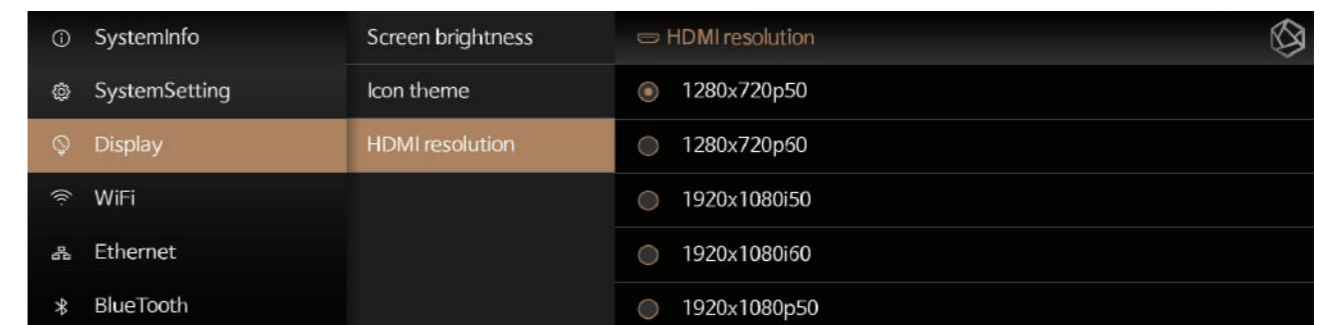 SystemInfo
SystemSetting
Display
WiFi
Ethernet
BlueTooth
Screen brightness
Icon theme
HDMI resolution
HDMI resolution
1280x720p50
1280x720p60
1920x1080i50
1920x1080i60
1920x1080p50